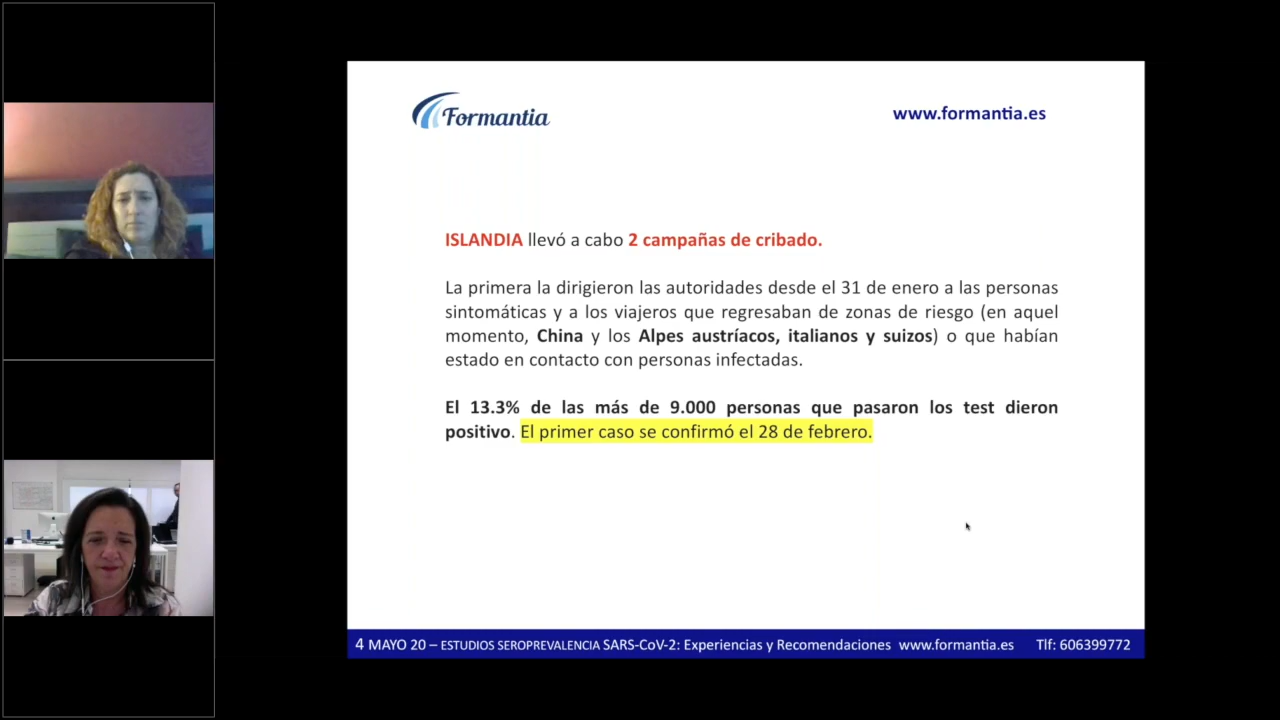 Formantia
www.formantia.es
ISLANDIA llevó a cabo 2 campañas de cribado.
La primera la dirigieron las autoridades desde el 31 de enero a las personas
sintomáticas y a los viajeros que regresaban de zonas de riesgo (en aquel
momento, China y los Alpes austríacos, italianos y suizos) o que habían
estado en contacto con personas infectadas.
El 13.3% de las más de 9.000 personas que pasaron los test dieron
positivo. El primer caso se confirmó el 28 de febrero.
4 MAYO 20 – ESTUDIOS SEROPREVALENCIA SARS-CoV-2: Experiencias y Recomendaciones www.formantia.es Tlf: 606399772